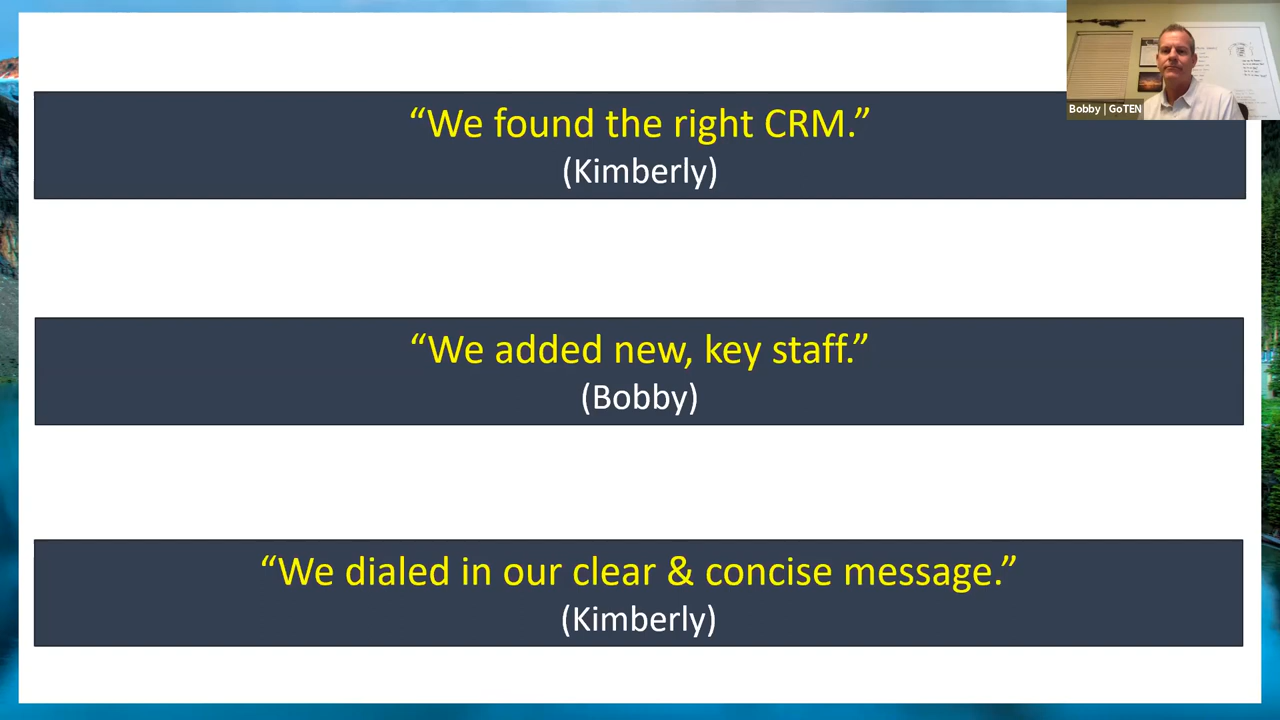 “We found the right CRM.”
(Kimberly)
Bobby | GoTEN
“We added new, key staff.”
(Bobby)
“We dialed in our clear & concise message.”
(Kimberly)